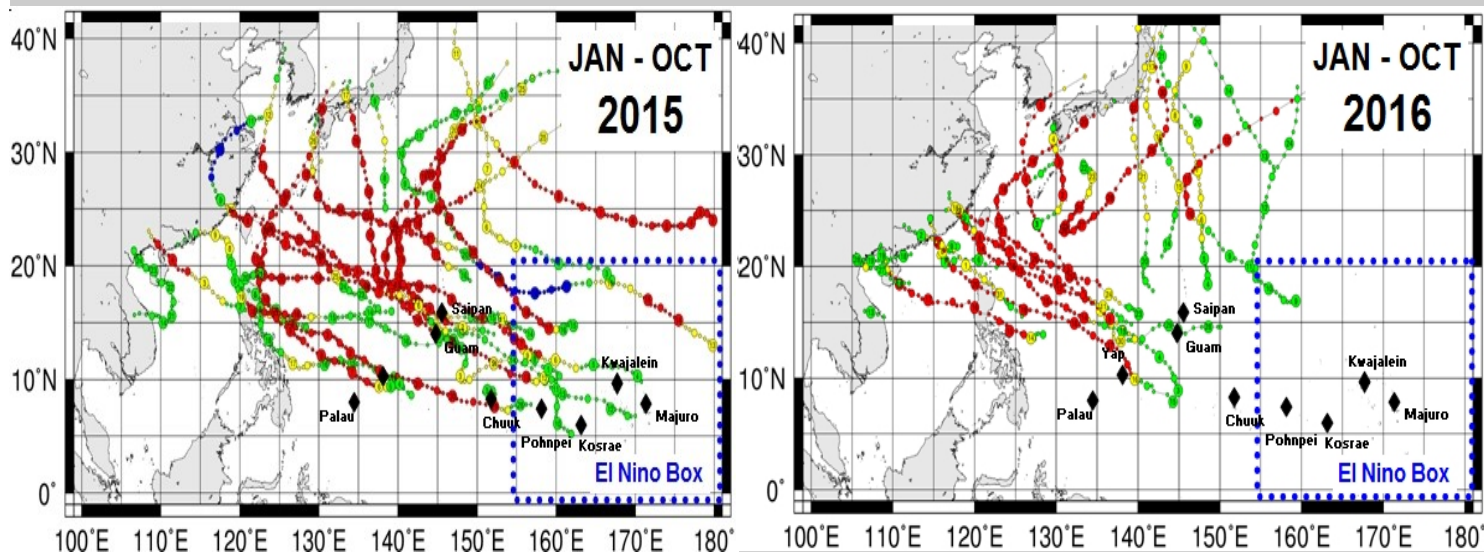 JAN - OCT
2015
40°N
30°N
20°N
10°N
0°
Saipan
Guam
Kwajalein
Palau
Chuuk
Majuro
Pohnpei
Kosrae
El Nino Box
100°E 110°E 120°E 130°E 140°E 150°E 160°E 170°E 180°
JAN - OCT
2016
40°N
30°N
20°N
10°N
0°
Saipan
Guam
Yap
Kwajalein
Palau
Chuuk
Majuro
Pohnpei
Kosrae
El Nino Box
100°E 110°E 120°E 130°E 140°E 150°E 160°E 170°E 180°